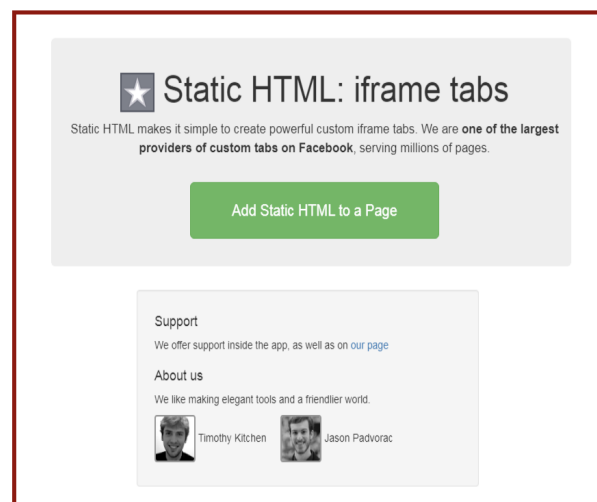 Static HTML: iframe tabs
Static HTML makes it simple to create powerful custom iframe tabs. We are one of the largest
providers of custom tabs on Facebook, serving millions of pages.
Add Static HTML to a Page
Support
We offer support inside the app, as well as on our page
About us
We like making elegant tools and a friendlier world.
Timothy Kitchen Jason Padvorac